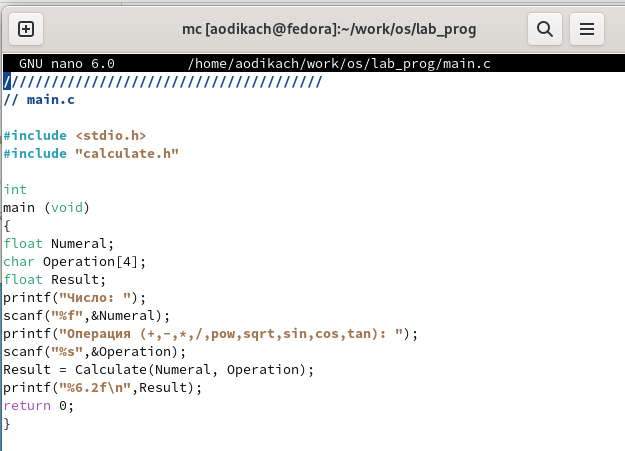 mc [aodikach@fedora]:~/work/os/lab_prog
GNU nano 6.0 /home/aodikach/work/os/lab_prog/main.c
////////////////////////////////////////
// main.c
#include <stdio.h>
#include "calculate.h"
int
main (void)
{
float Numeral;
char Operation[4];
float Result;
printf("Число: ");
scanf("%f",&Numeral);
printf("Операция (+,-,*,/,pow,sqrt,sin,cos,tan): ");
scanf("%s",&Operation);
Result = Calculate(Numeral, Operation);
printf("%6.2f\n",Result);
return 0;
}